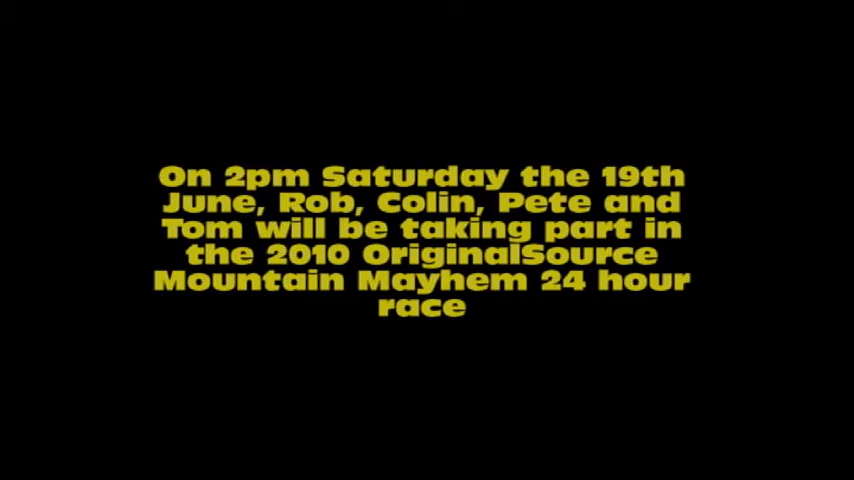 On 2pm Saturday the 19th
June, Rob, Colin, Pete and
Tom will be taking part in
the 2010 OriginalSource
Mountain Mayhem 24 hour
race